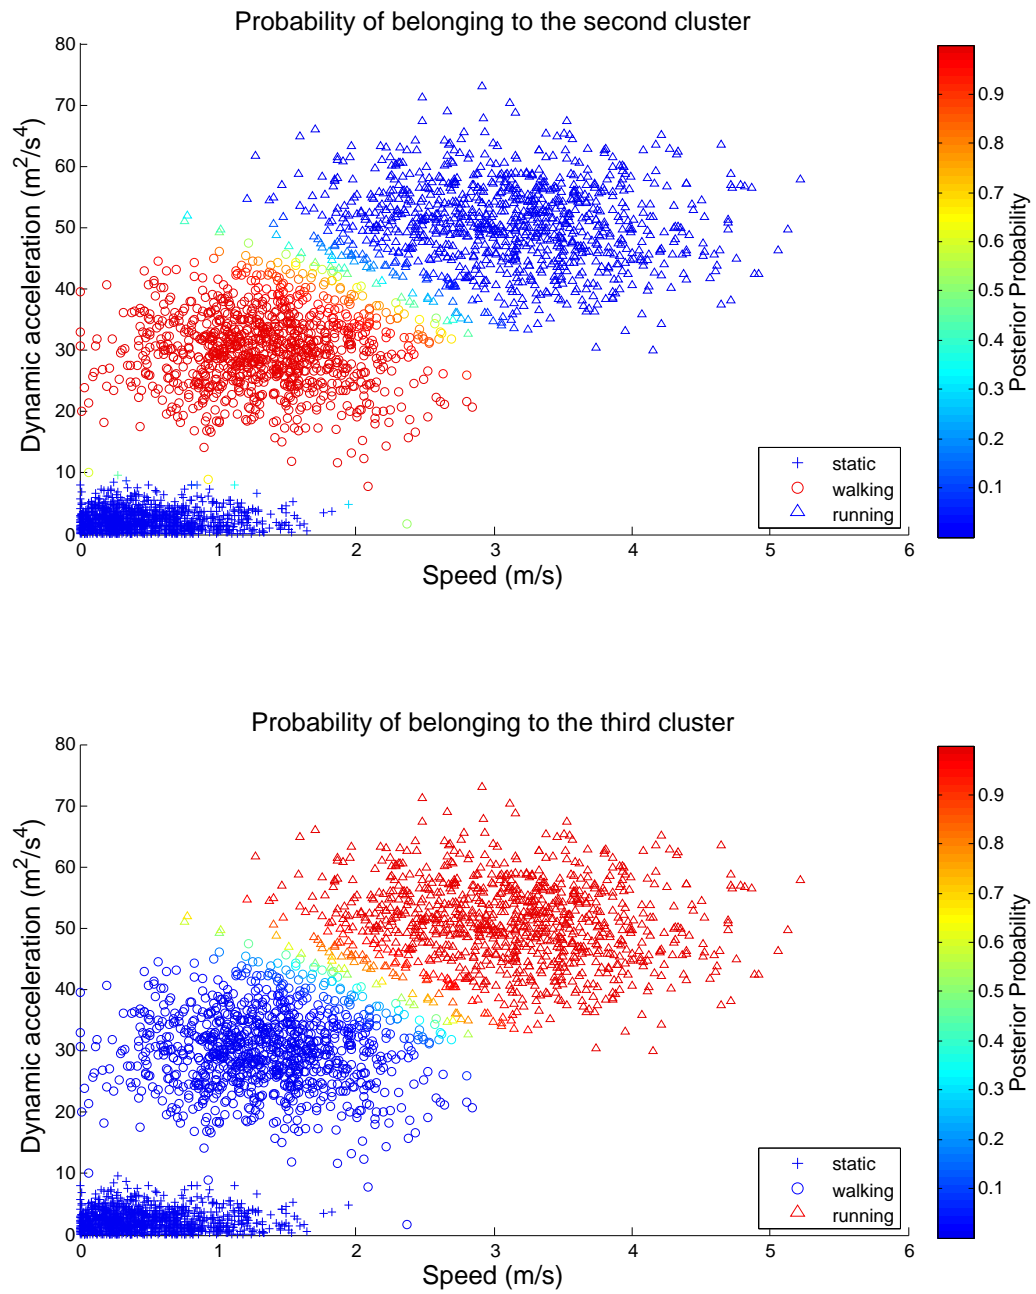 Probability of belonging to the second cluster
80
70
60
50
40
30
20
10
0
Dynamic acceleration (m²/s⁴)
0 1 2 3 4 5 6
Speed (m/s)
static
walking
running
0.9
0.8
0.7
0.6
0.5
0.4
0.3
0.2
0.1
Posterior Probability
Probability of belonging to the third cluster
80
70
60
50
40
30
20
10
0
Dynamic acceleration (m²/s⁴)
0 1 2 3 4 5 6
Speed (m/s)
static
walking
running
0.9
0.8
0.7
0.6
0.5
0.4
0.3
0.2
0.1
Posterior Probability